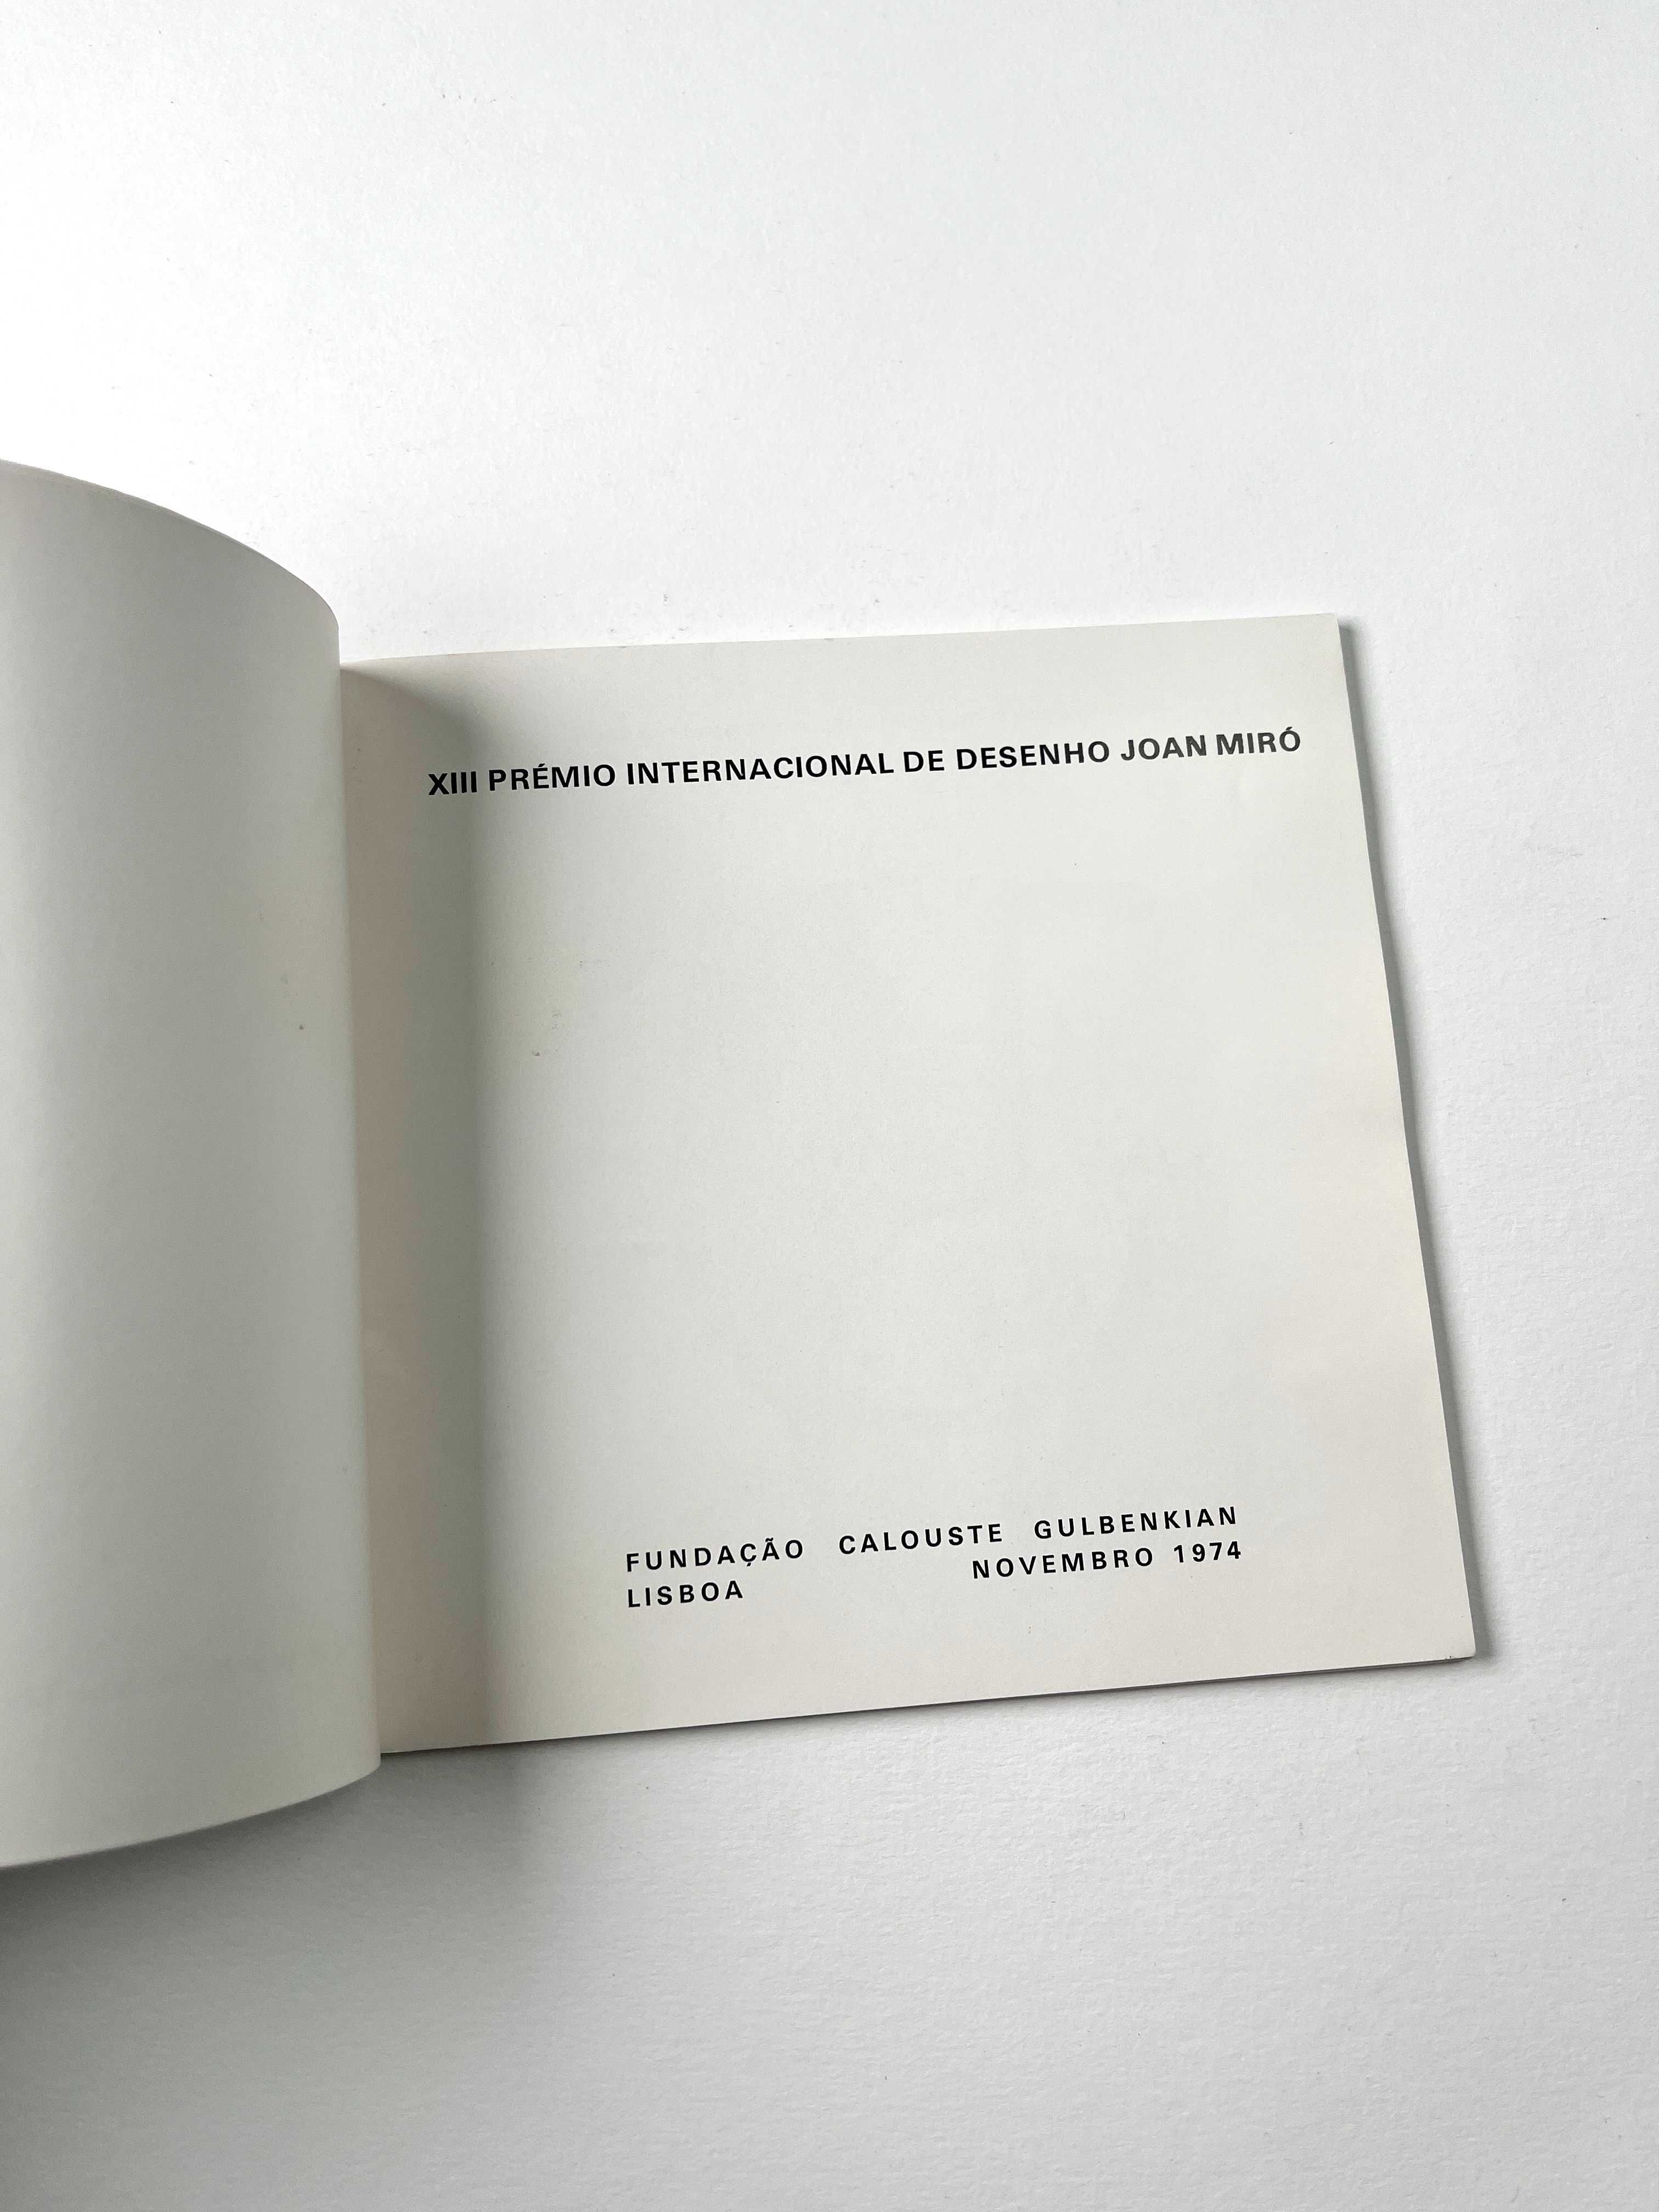 XIII PRÉMIO INTERNACIONAL DE DESENHO JOAN MIRÓ
FUNDAÇÃO CALOUSTE GULBENKIAN
LISBOA NOVEMBRO 1974